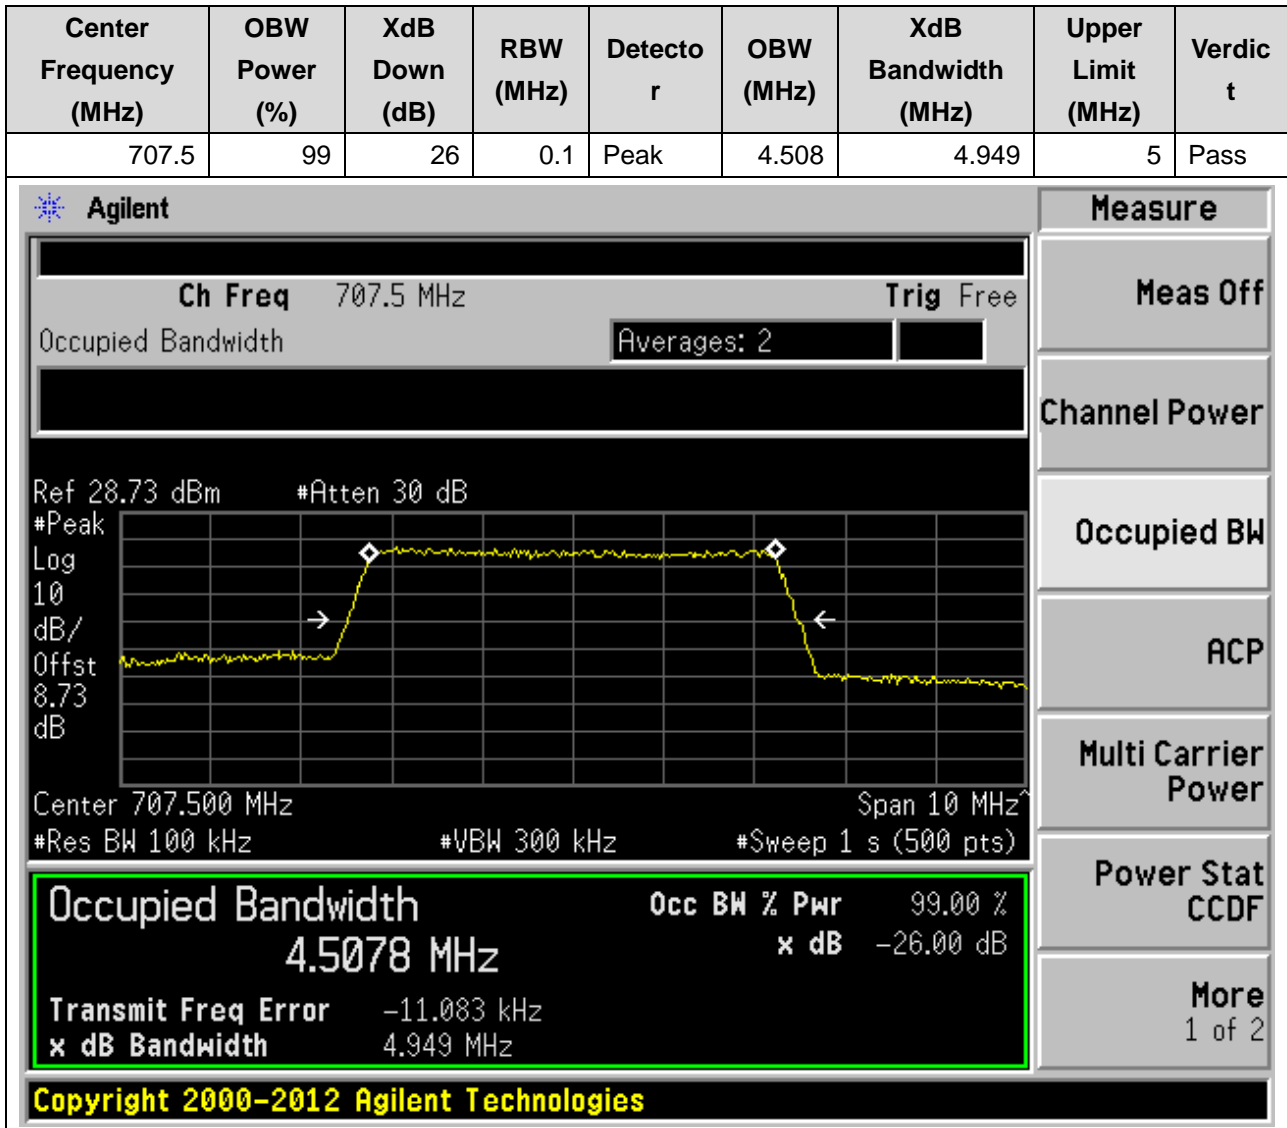 Center Frequency (MHz) OBW Power (%) XdB Down (dB) RBW (MHz) Detector OBW (MHz) XdB Bandwidth (MHz) Upper Limit (MHz) Verdict
707.5 99 26 0.1 Peak 4.508 4.949 5 Pass
Agilent
Measure
Ch Freq 707.5 MHz Trig Free
Meas Off
Occupied Bandwidth Averages: 2
Channel Power
Ref 28.73 dBm #Atten 30 dB
#Peak
Log
10
dB/
Offst
8.73
dB
Occupied BW
ACP
Multi Carrier
Power
Center 707.500 MHz Span 10 MHz^
#Res BW 100 kHz #VBW 300 kHz #Sweep 1 s (500 pts)
Power Stat
CCDF
Occupied Bandwidth Occ BW % Pwr 99.00 %
4.5078 MHz x dB -26.00 dB
Transmit Freq Error -11.083 kHz
x dB Bandwidth 4.949 MHz
More
1 of 2
Copyright 2000-2012 Agilent Technologies